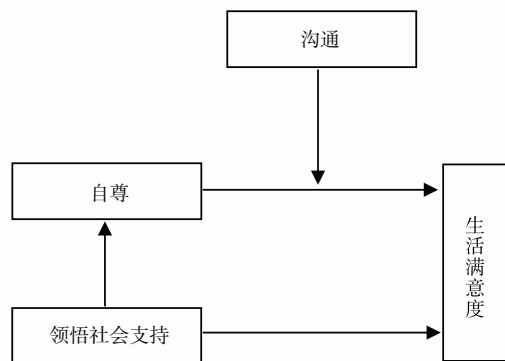 沟通
自尊
生活满意度
领悟社会支持